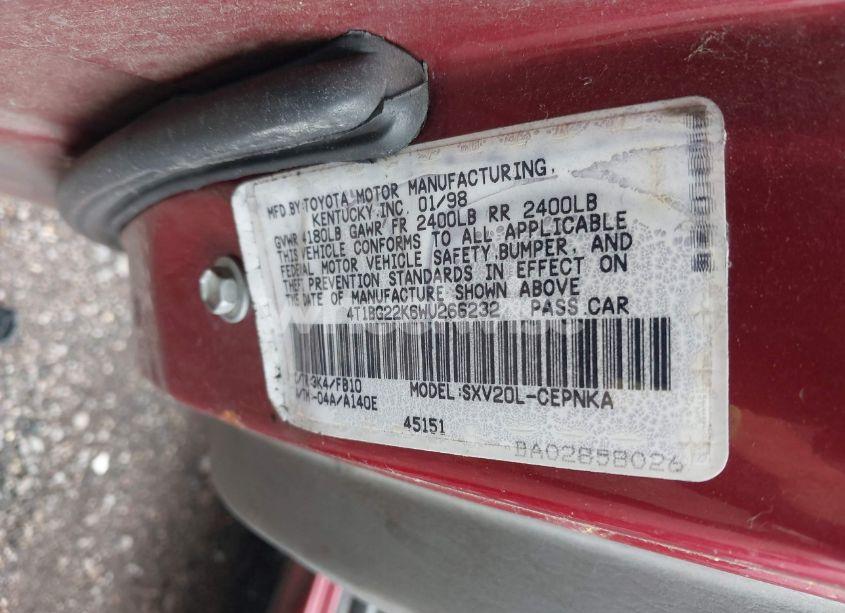 MFD.BY:TOYOTA MOTOR MANUFACTURING,
KENTUCKY,INC. 01/98
GVWR 4180LB GAWR FR 2400LB RR 2400LB
THIS VEHICLE CONFORMS TO ALL APPLICABLE
FEDERAL MOTOR VEHICLE SAFETY,BUMPER, AND
THEFT PREVENTION STANDARDS IN EFFECT ON
THE DATE OF MANUFACTURE SHOWN ABOVE
4T1BG22K6WU266232 PASS.CAR
C/TR:3K4/FB10 MODEL:SXV20L-CEPNKA
A/TM:-04A/A140E
45151
BA02858026